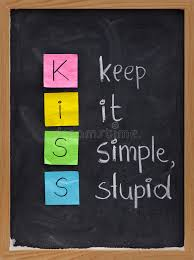 K keep
i it
S simple,
S stupid